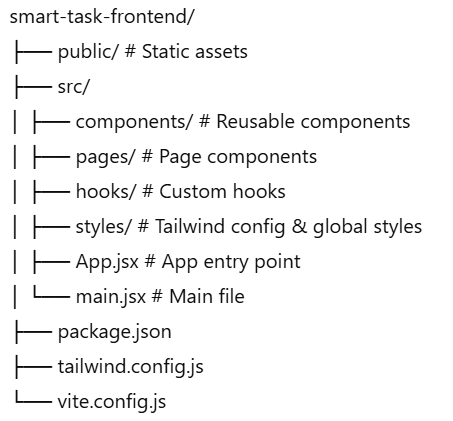 smart-task-frontend/
├── public/ # Static assets
├── src/
│ ├── components/ # Reusable components
│ ├── pages/ # Page components
│ ├── hooks/ # Custom hooks
│ ├── styles/ # Tailwind config & global styles
│ ├── App.jsx # App entry point
│ └── main.jsx # Main file
├── package.json
├── tailwind.config.js
└── vite.config.js